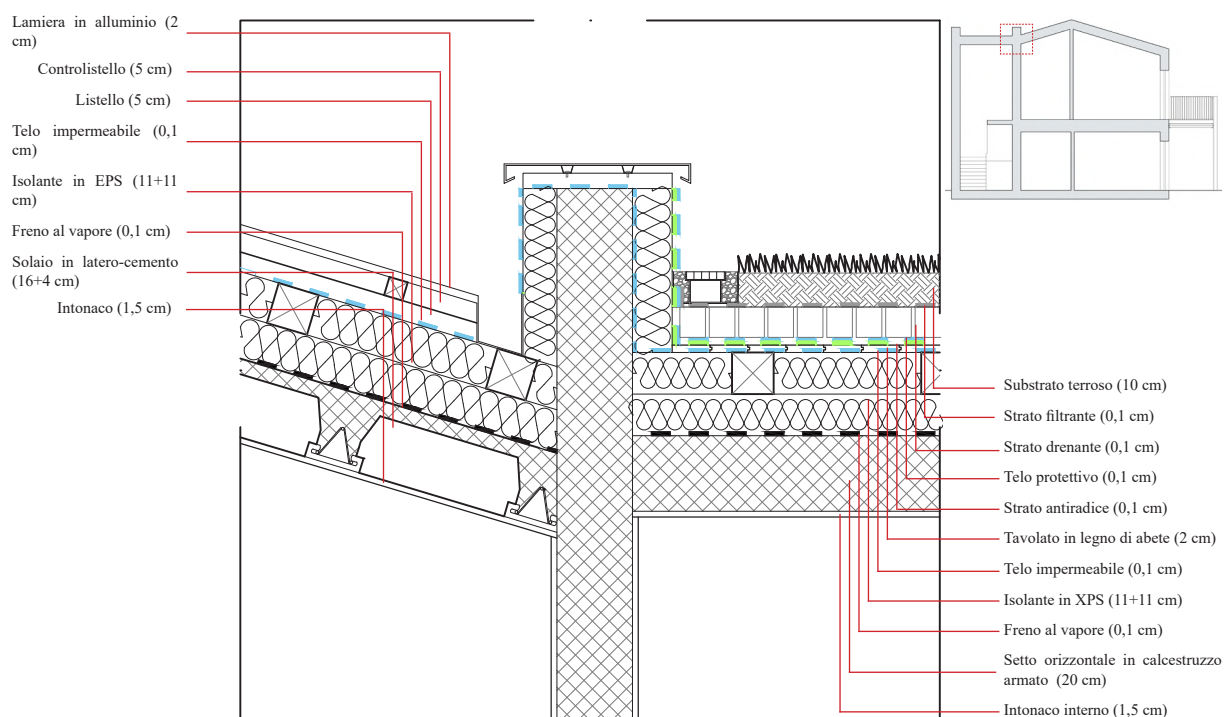 Lamiera in alluminio (2
cm)
Controlistello (5 cm)
Listello (5 cm)
Telo impermeabile (0,1
cm)
Isolante in EPS (11+11
cm)
Freno al vapore (0,1 cm)
Solaio in latero-cemento
(16+4 cm)
Intonaco (1,5 cm)
Substrato terroso (10 cm)
Strato filtrante (0,1 cm)
Strato drenante (0,1 cm)
Telo protettivo (0,1 cm)
Strato antiradice (0,1 cm)
Tavolato in legno di abete (2 cm)
Telo impermeabile (0,1 cm)
Isolante in XPS (11+11 cm)
Freno al vapore (0,1 cm)
Setto orizzontale in calcestruzzo
armato (20 cm)
Intonaco interno (1,5 cm)